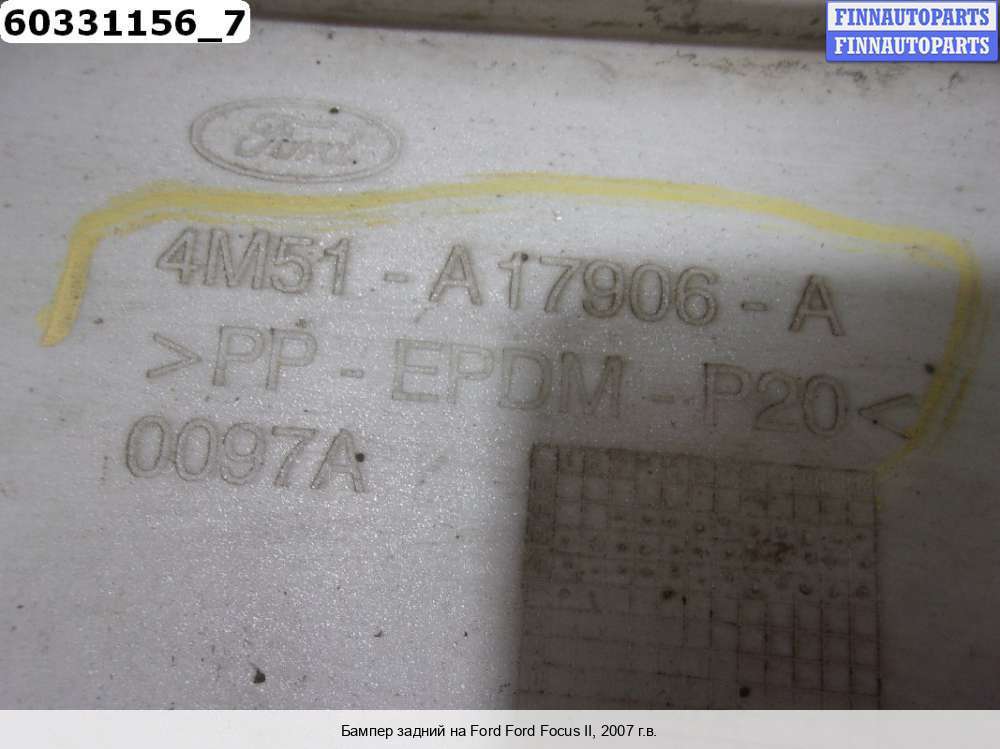 60331156_7
FINNAUTOPARTS
FINNAUTOPARTS
Ford
4M51 - A17906 - A
>PP - EPDM - P20<
0097A
Бампер задний на Ford Ford Focus II, 2007 г.в.